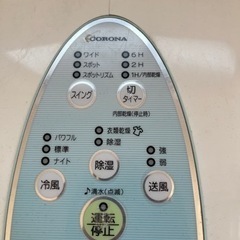 CORONA
ワイド 6H
スポット 2H
スポットリズム 1H/内部乾燥
スイング
切
タイマー
内部乾燥(停止時)
衣類乾燥
パワフル 除湿
標準 強
ナイト 弱
冷風 除湿 送風
♪満水(点滅)
運転
停止